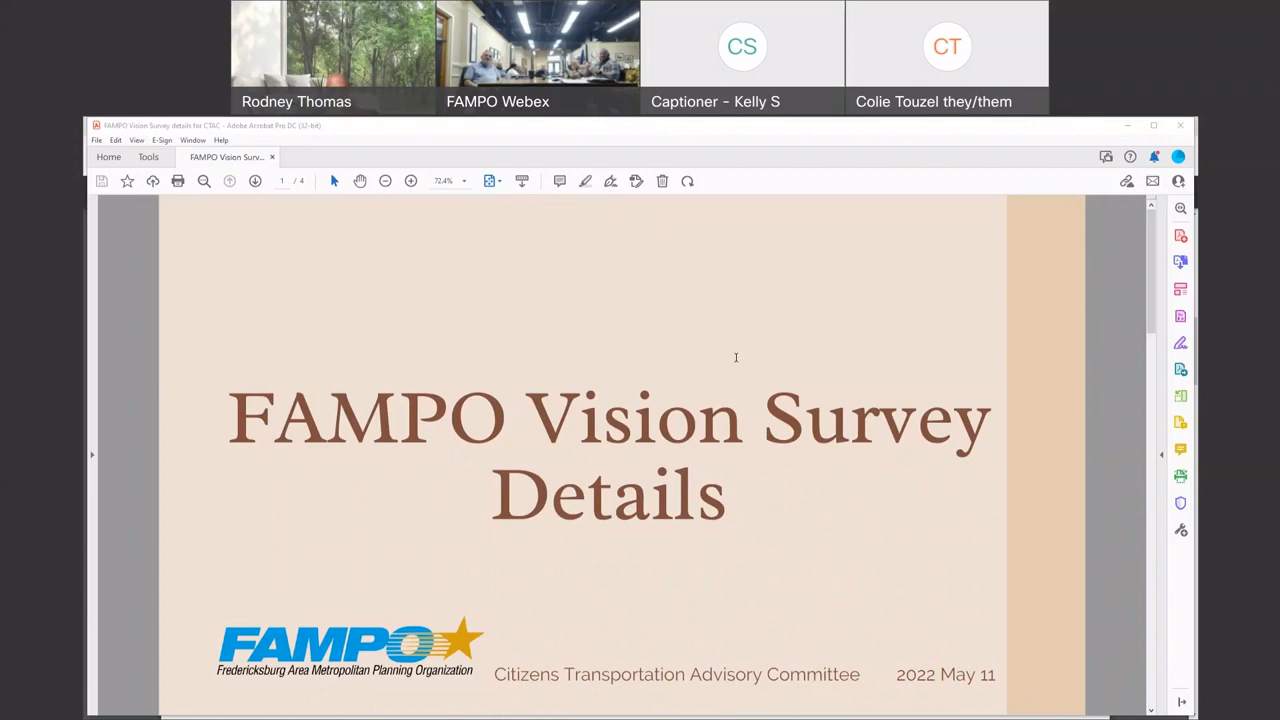 CS
CT
Rodney Thomas
FAMPO Webex
Captioner - Kelly S
Colie Touzel they/them
FAMPO Vision Survey details for CTAC - Adobe Acrobat Pro DC (32-bit)
File Edit View E-Sign Window Help
Home Tools FAMPO Vision Surv... ×
1 / 4 72.4%
FAMPO Vision Survey
Details
FAMPO
Fredericksburg Area Metropolitan Planning Organization
Citizens Transportation Advisory Committee 2022 May 11